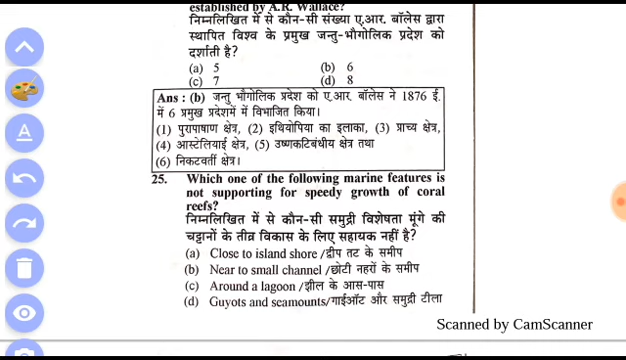 established by A.R. Wallace?
निम्नलिखित में से कौन-सी संख्या ए.आर. वॉलेस द्वारा
स्थापित विश्व के प्रमुख जन्तु-भौगोलिक प्रदेश को
दर्शाती है?
(a) 5 (b) 6
(c) 7 (d) 8
Ans : (b) जन्तु भौगोलिक प्रदेश को ए.आर. वॉलेस ने 1876 ई.
में 6 प्रमुख प्रदेशमें में विभाजित किया।
(1) पुरापाषाण क्षेत्र, (2) इथियोपिया का इलाका, (3) प्राच्य क्षेत्र,
(4) आस्टेलियाई क्षेत्र, (5) उष्णकटिबंधीय क्षेत्र तथा
(6) निकटवर्ती क्षेत्र।
25. Which one of the following marine features is
not supporting for speedy growth of coral
reefs?
निम्नलिखित में से कौन-सी समुद्री विशेषता मूंगे की
चट्टानों के तीव्र विकास के लिए सहायक नहीं है?
(a) Close to island shore /द्वीप तट के समीप
(b) Near to small channel /छोटी नहरों के समीप
(c) Around a lagoon /झील के आस-पास
(d) Guyots and seamounts/गाईऑट और समुद्री टीला
Scanned by CamScanner
A